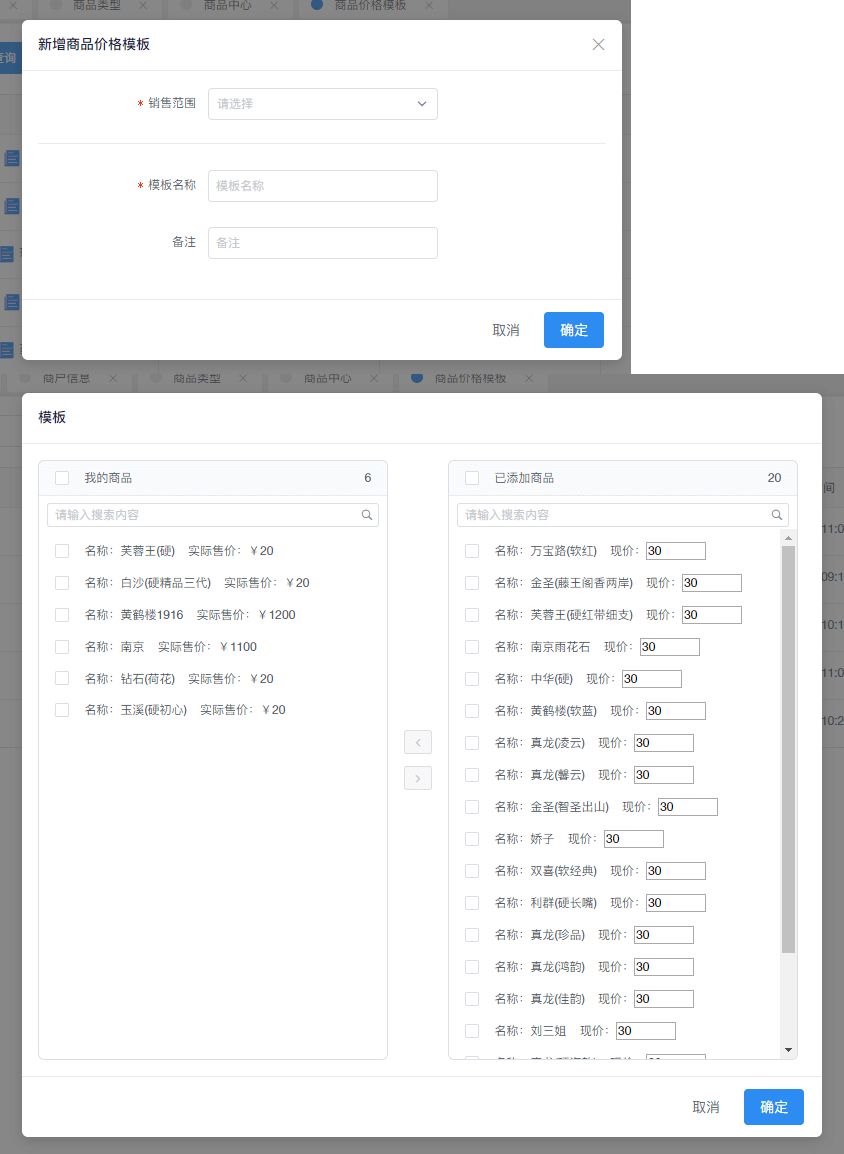 商品类型 商品中心 商品价格模板
查询
新增商品价格模板
* 销售范围 请选择
* 模板名称 模板名称
备注 备注
取消 确定
商户信息 商品类型 商品中心 商品价格模板
模板
我的商品 6
请输入搜索内容
名称：芙蓉王(硬) 实际售价：￥20
名称：白沙(硬精品三代) 实际售价：￥20
名称：黄鹤楼1916 实际售价：￥1200
名称：南京 实际售价：￥1100
名称：钻石(荷花) 实际售价：￥20
名称：玉溪(硬初心) 实际售价：￥20
已添加商品 20
请输入搜索内容
名称：万宝路(软红) 现价：30
名称：金圣(藤王阁香两岸) 现价：30
名称：芙蓉王(硬红带细支) 现价：30
名称：南京雨花石 现价：30
名称：中华(硬) 现价：30
名称：黄鹤楼(软蓝) 现价：30
名称：真龙(凌云) 现价：30
名称：真龙(馨云) 现价：30
名称：金圣(智圣出山) 现价：30
名称：娇子 现价：30
名称：双喜(软经典) 现价：30
名称：利群(硬长嘴) 现价：30
名称：真龙(珍品) 现价：30
名称：真龙(鸿韵) 现价：30
名称：真龙(佳韵) 现价：30
名称：刘三姐 现价：30
间
11:0
09:1
10:1
11:0
10:2
取消 确定